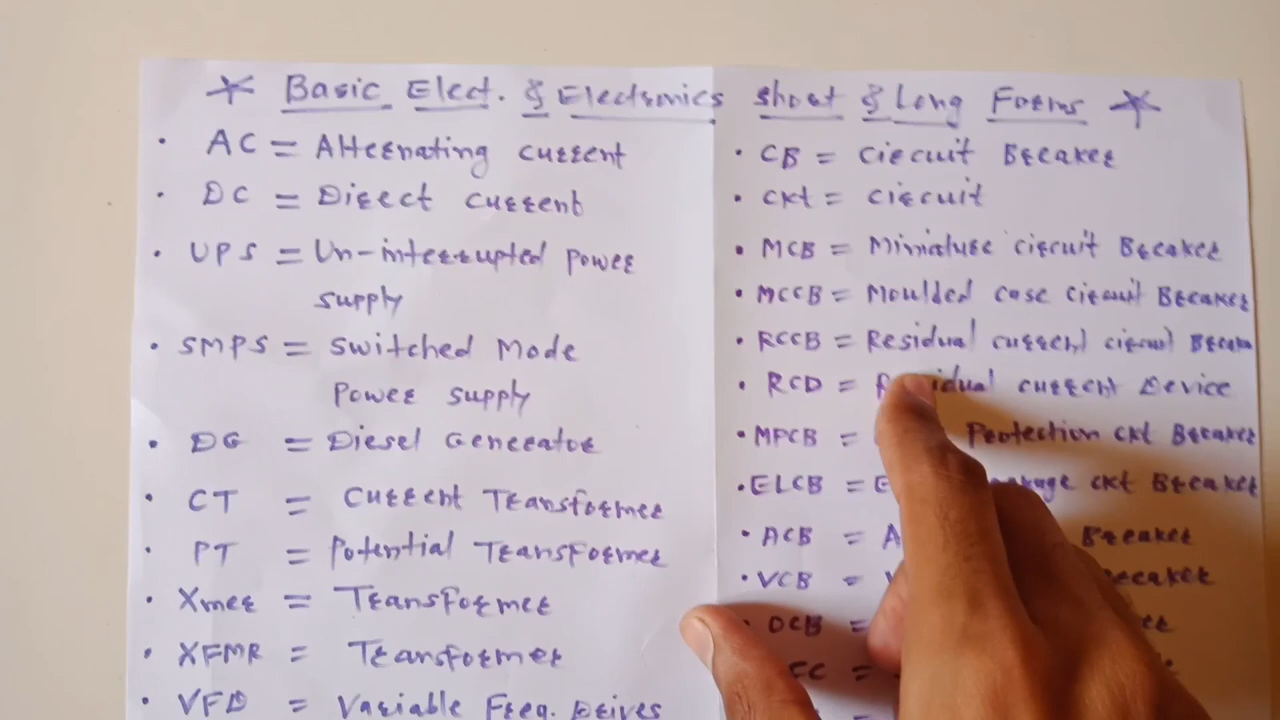 * Basic Elect. & Electronics short & Long Forms *
• AC = Alternating current
• DC = Direct current
• UPS = Un-interrupted power
supply
• SMPS = switched Mode
Power supply
• DG = Diesel Generator
• CT = Current Transformer
• PT = Potential Transformer
• Xmer = Transformer
• XFMR = Transformer
• VFD = Variable Freq. Drives
• CB = Circuit Breaker
• CKt = circuit
• MCB = Miniature circuit Breaker
• MCCB = Moulded case Circuit Breaker
• RCCB = Residual current circuit Breake
• RCD = Residual current Device
• MPCB = Protection ckt Breaker
• ELCB = E akage ckt Breaker
• ACB = A Breaker
• VCB = Breaker
• OCB =
=